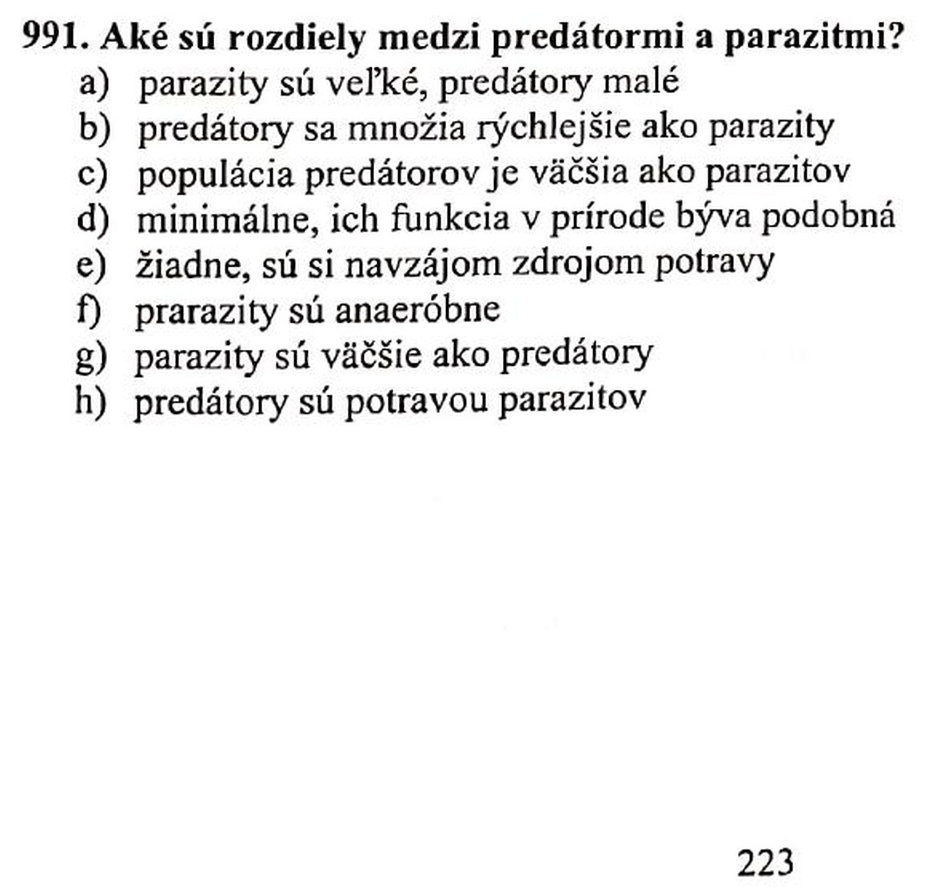 991. Aké sú rozdiely medzi predátormi a parazitmi?
a) parazity sú veľké, predátory malé
b) predátory sa množia rýchlejšie ako parazity
c) populácia predátorov je väčšia ako parazitov
d) minimálne, ich funkcia v prírode býva podobná
e) žiadne, sú si navzájom zdrojom potravy
f) prarazity sú anaeróbne
g) parazity sú väčšie ako predátory
h) predátory sú potravou parazitov
223